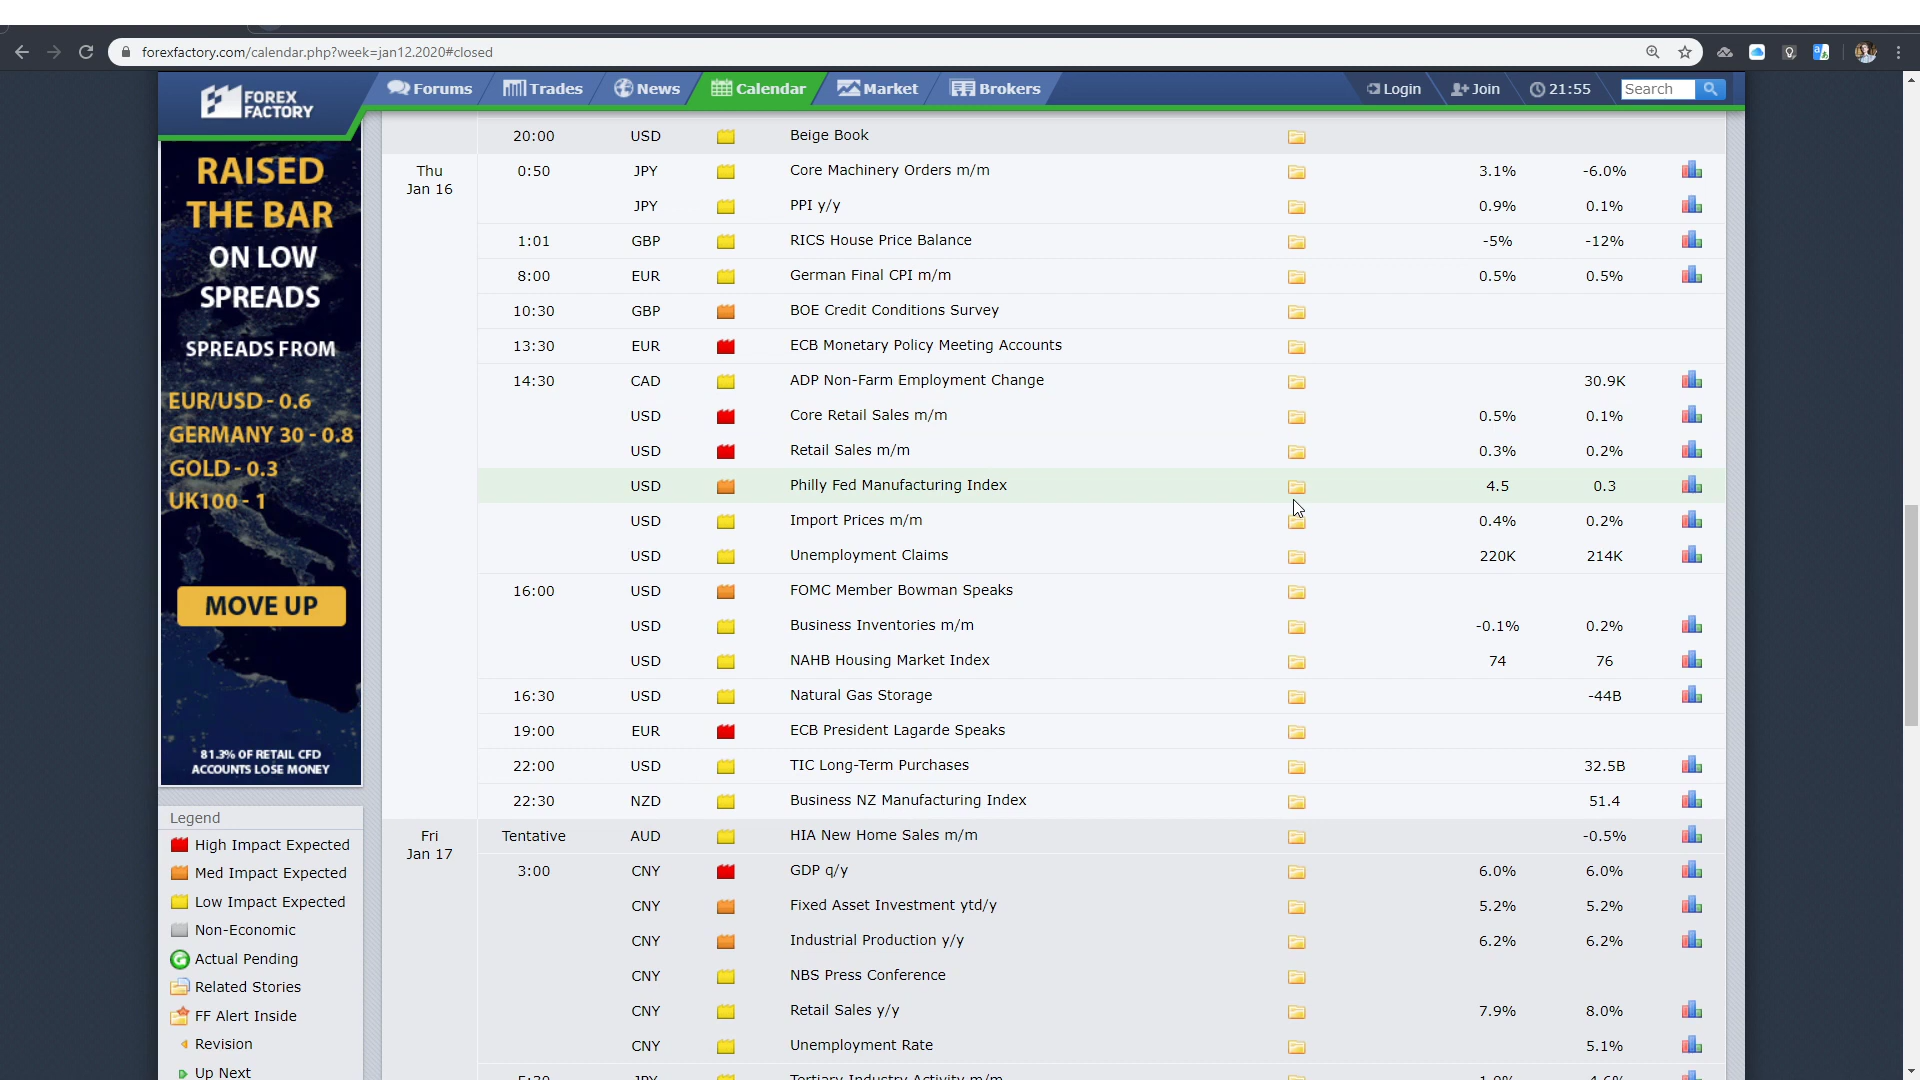 forexfactory.com/calendar.php?week=jan12.2020#closed
FOREX FACTORY
Forums Trades News Calendar Market Brokers Login Join 21:55 Search
RAISED
THE BAR
ON LOW
SPREADS
SPREADS FROM
EUR/USD - 0.6
GERMANY 30 - 0.8
GOLD - 0.3
UK100 - 1
MOVE UP
81.3% OF RETAIL CFD
ACCOUNTS LOSE MONEY
Legend
High Impact Expected
Med Impact Expected
Low Impact Expected
Non-Economic
Actual Pending
Related Stories
FF Alert Inside
Revision
Up Next
20:00 USD Beige Book
Thu Jan 16 0:50 JPY Core Machinery Orders m/m 3.1% -6.0%
JPY PPI y/y 0.9% 0.1%
1:01 GBP RICS House Price Balance -5% -12%
8:00 EUR German Final CPI m/m 0.5% 0.5%
10:30 GBP BOE Credit Conditions Survey
13:30 EUR ECB Monetary Policy Meeting Accounts
14:30 CAD ADP Non-Farm Employment Change 30.9K
USD Core Retail Sales m/m 0.5% 0.1%
USD Retail Sales m/m 0.3% 0.2%
USD Philly Fed Manufacturing Index 4.5 0.3
USD Import Prices m/m 0.4% 0.2%
USD Unemployment Claims 220K 214K
16:00 USD FOMC Member Bowman Speaks
USD Business Inventories m/m -0.1% 0.2%
USD NAHB Housing Market Index 74 76
16:30 USD Natural Gas Storage -44B
19:00 EUR ECB President Lagarde Speaks
22:00 USD TIC Long-Term Purchases 32.5B
22:30 NZD Business NZ Manufacturing Index 51.4
Fri Jan 17 Tentative AUD HIA New Home Sales m/m -0.5%
3:00 CNY GDP q/y 6.0% 6.0%
CNY Fixed Asset Investment ytd/y 5.2% 5.2%
CNY Industrial Production y/y 6.2% 6.2%
CNY NBS Press Conference
CNY Retail Sales y/y 7.9% 8.0%
CNY Unemployment Rate 5.1%
JPY Tertiary Industry Activity m/m